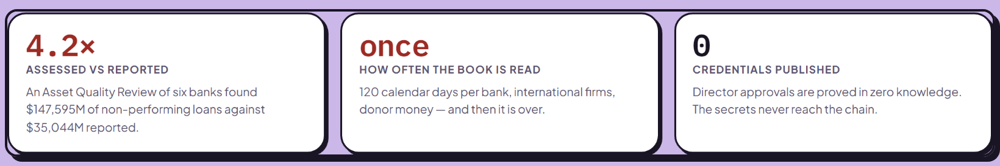 4.2×
ASSESSED VS REPORTED
An Asset Quality Review of six banks found
$147,595M of non-performing loans against
$35,044M reported.
once
HOW OFTEN THE BOOK IS READ
120 calendar days per bank, international firms,
donor money — and then it is over.
0
CREDENTIALS PUBLISHED
Director approvals are proved in zero knowledge.
The secrets never reach the chain.